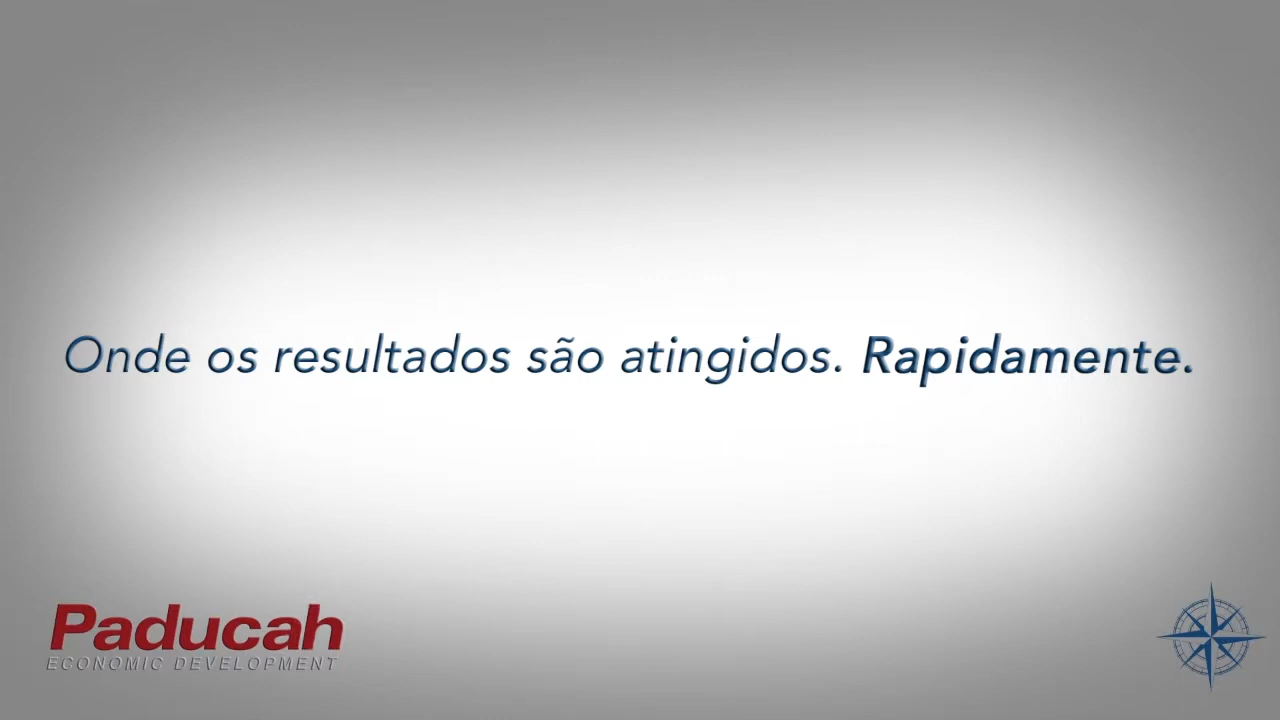 Onde os resultados são atingidos. Rapidamente.
Paducah
ECONOMIC DEVELOPMENT